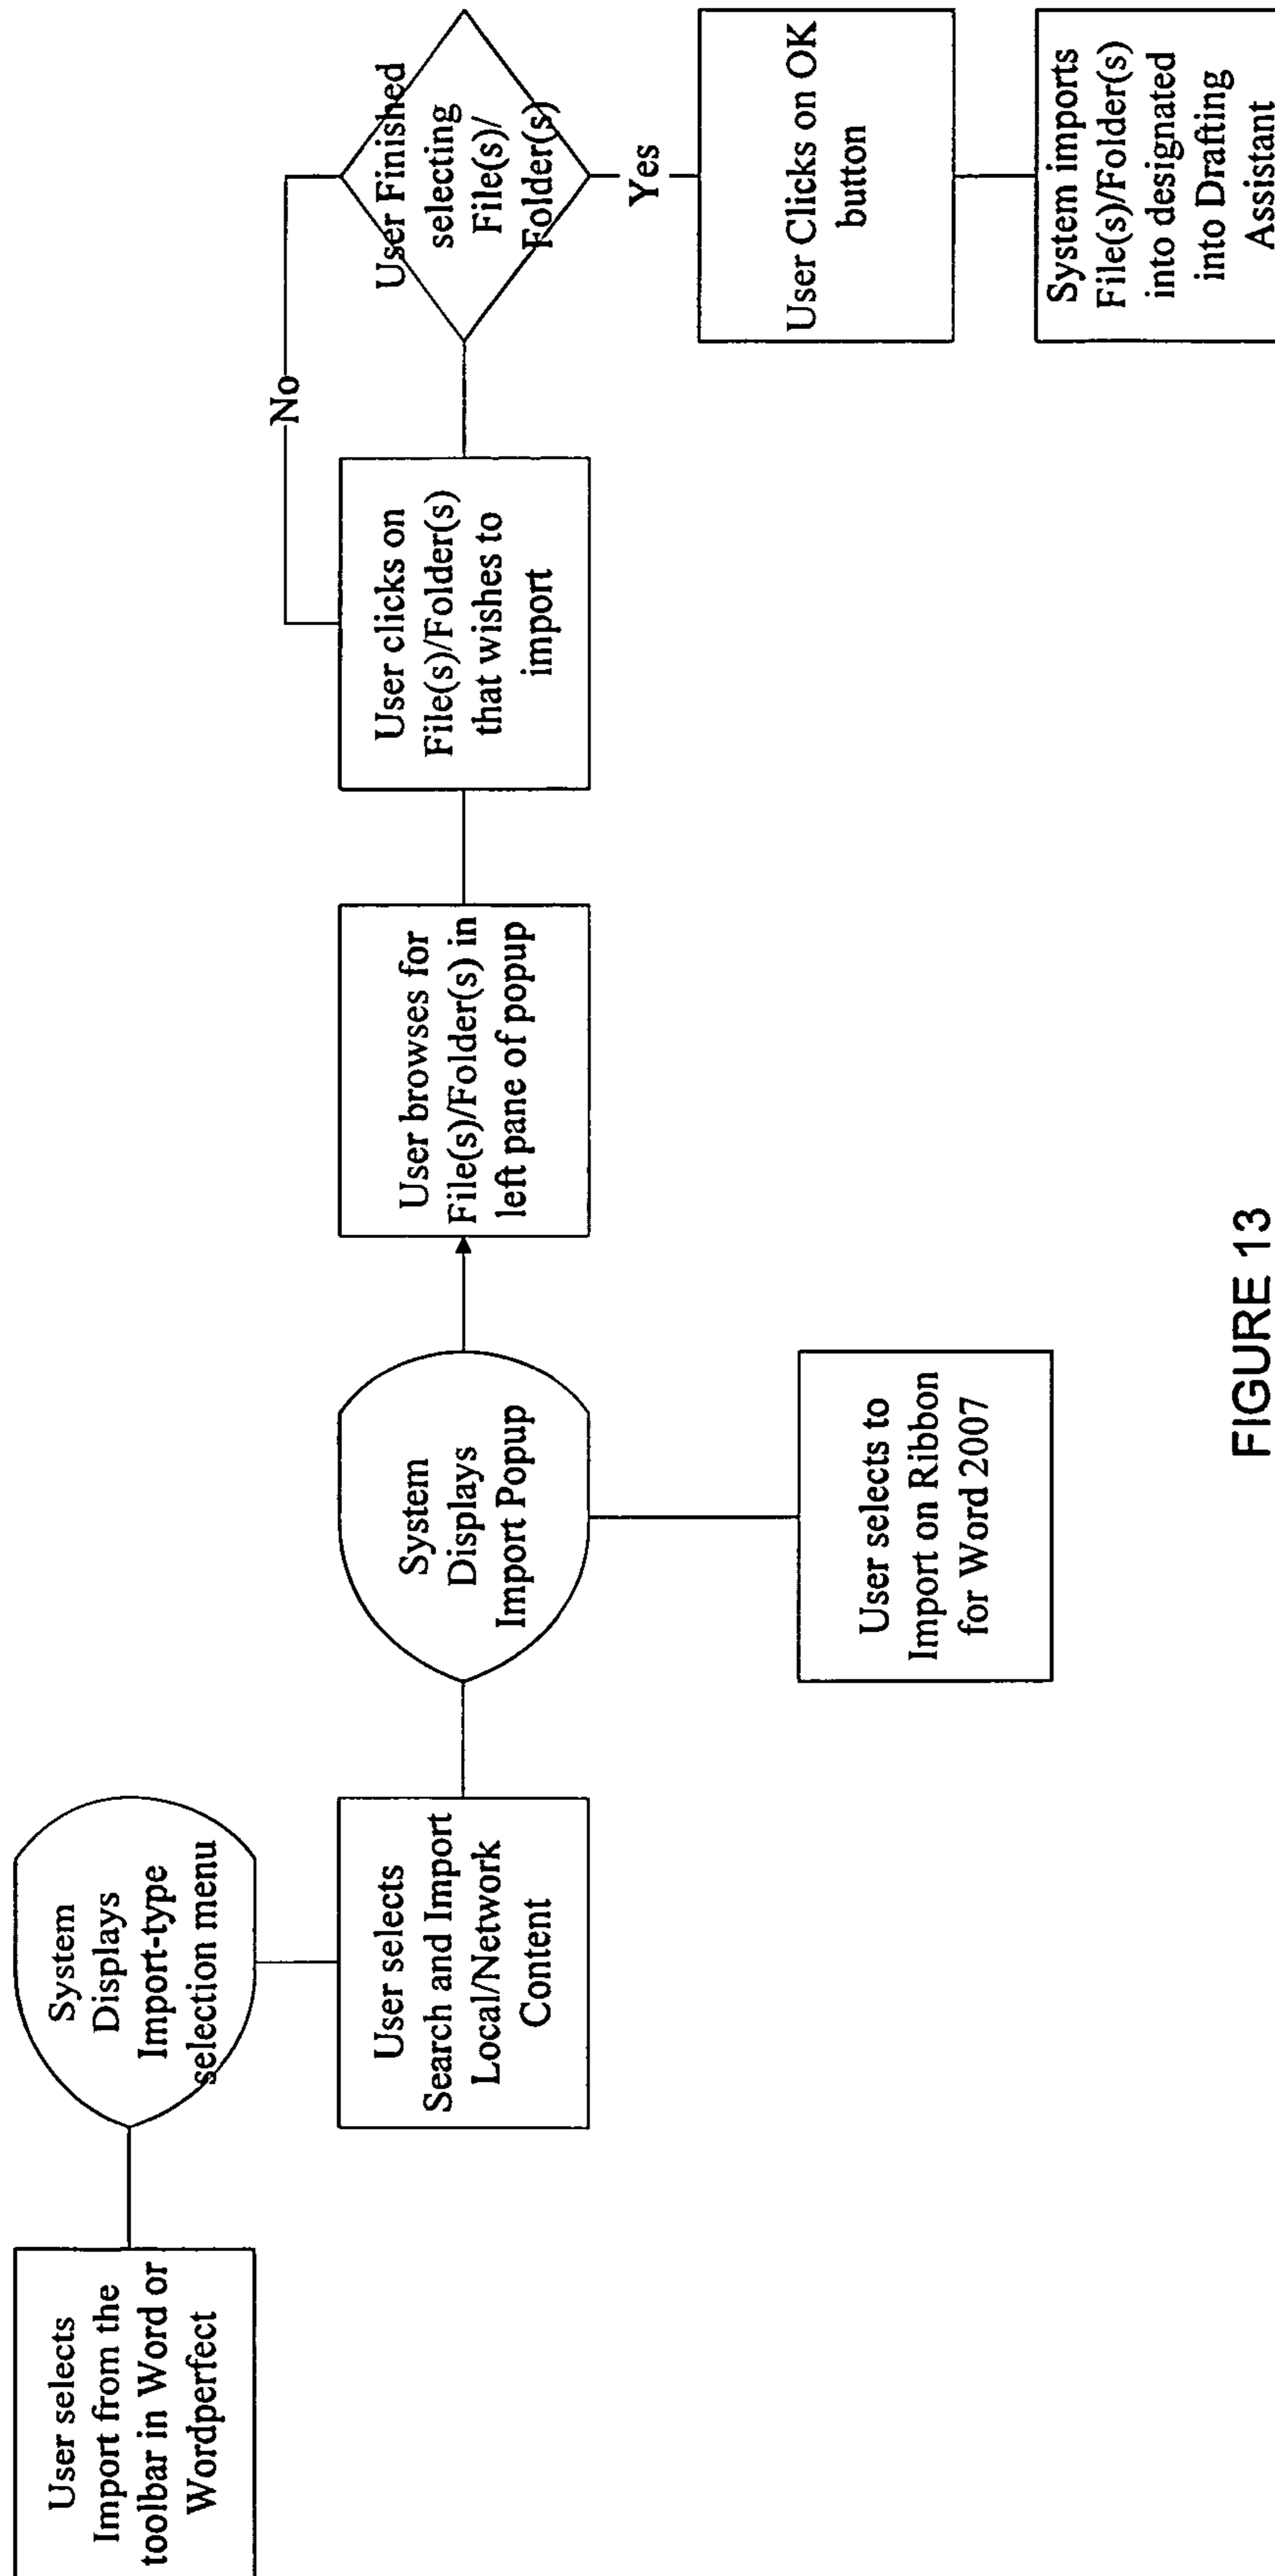 User selects
Import from the
toolbar in Word or
Wordperfect
System
Displays
Import-type
selection menu
User selects
Search and Import
Local/Network
Content
System
Displays
Import Popup
User selects to
Import on Ribbon
for Word 2007
User browses for
File(s)/Folder(s) in
left pane of popup
User clicks on
File(s)/Folder(s)
that wishes to
import
No
User Finished
selecting
File(s)/
Folder(s)
Yes
User Clicks on OK
button
System imports
File(s)/Folder(s)
into designated
into Drafting
Assistant
FIGURE 13